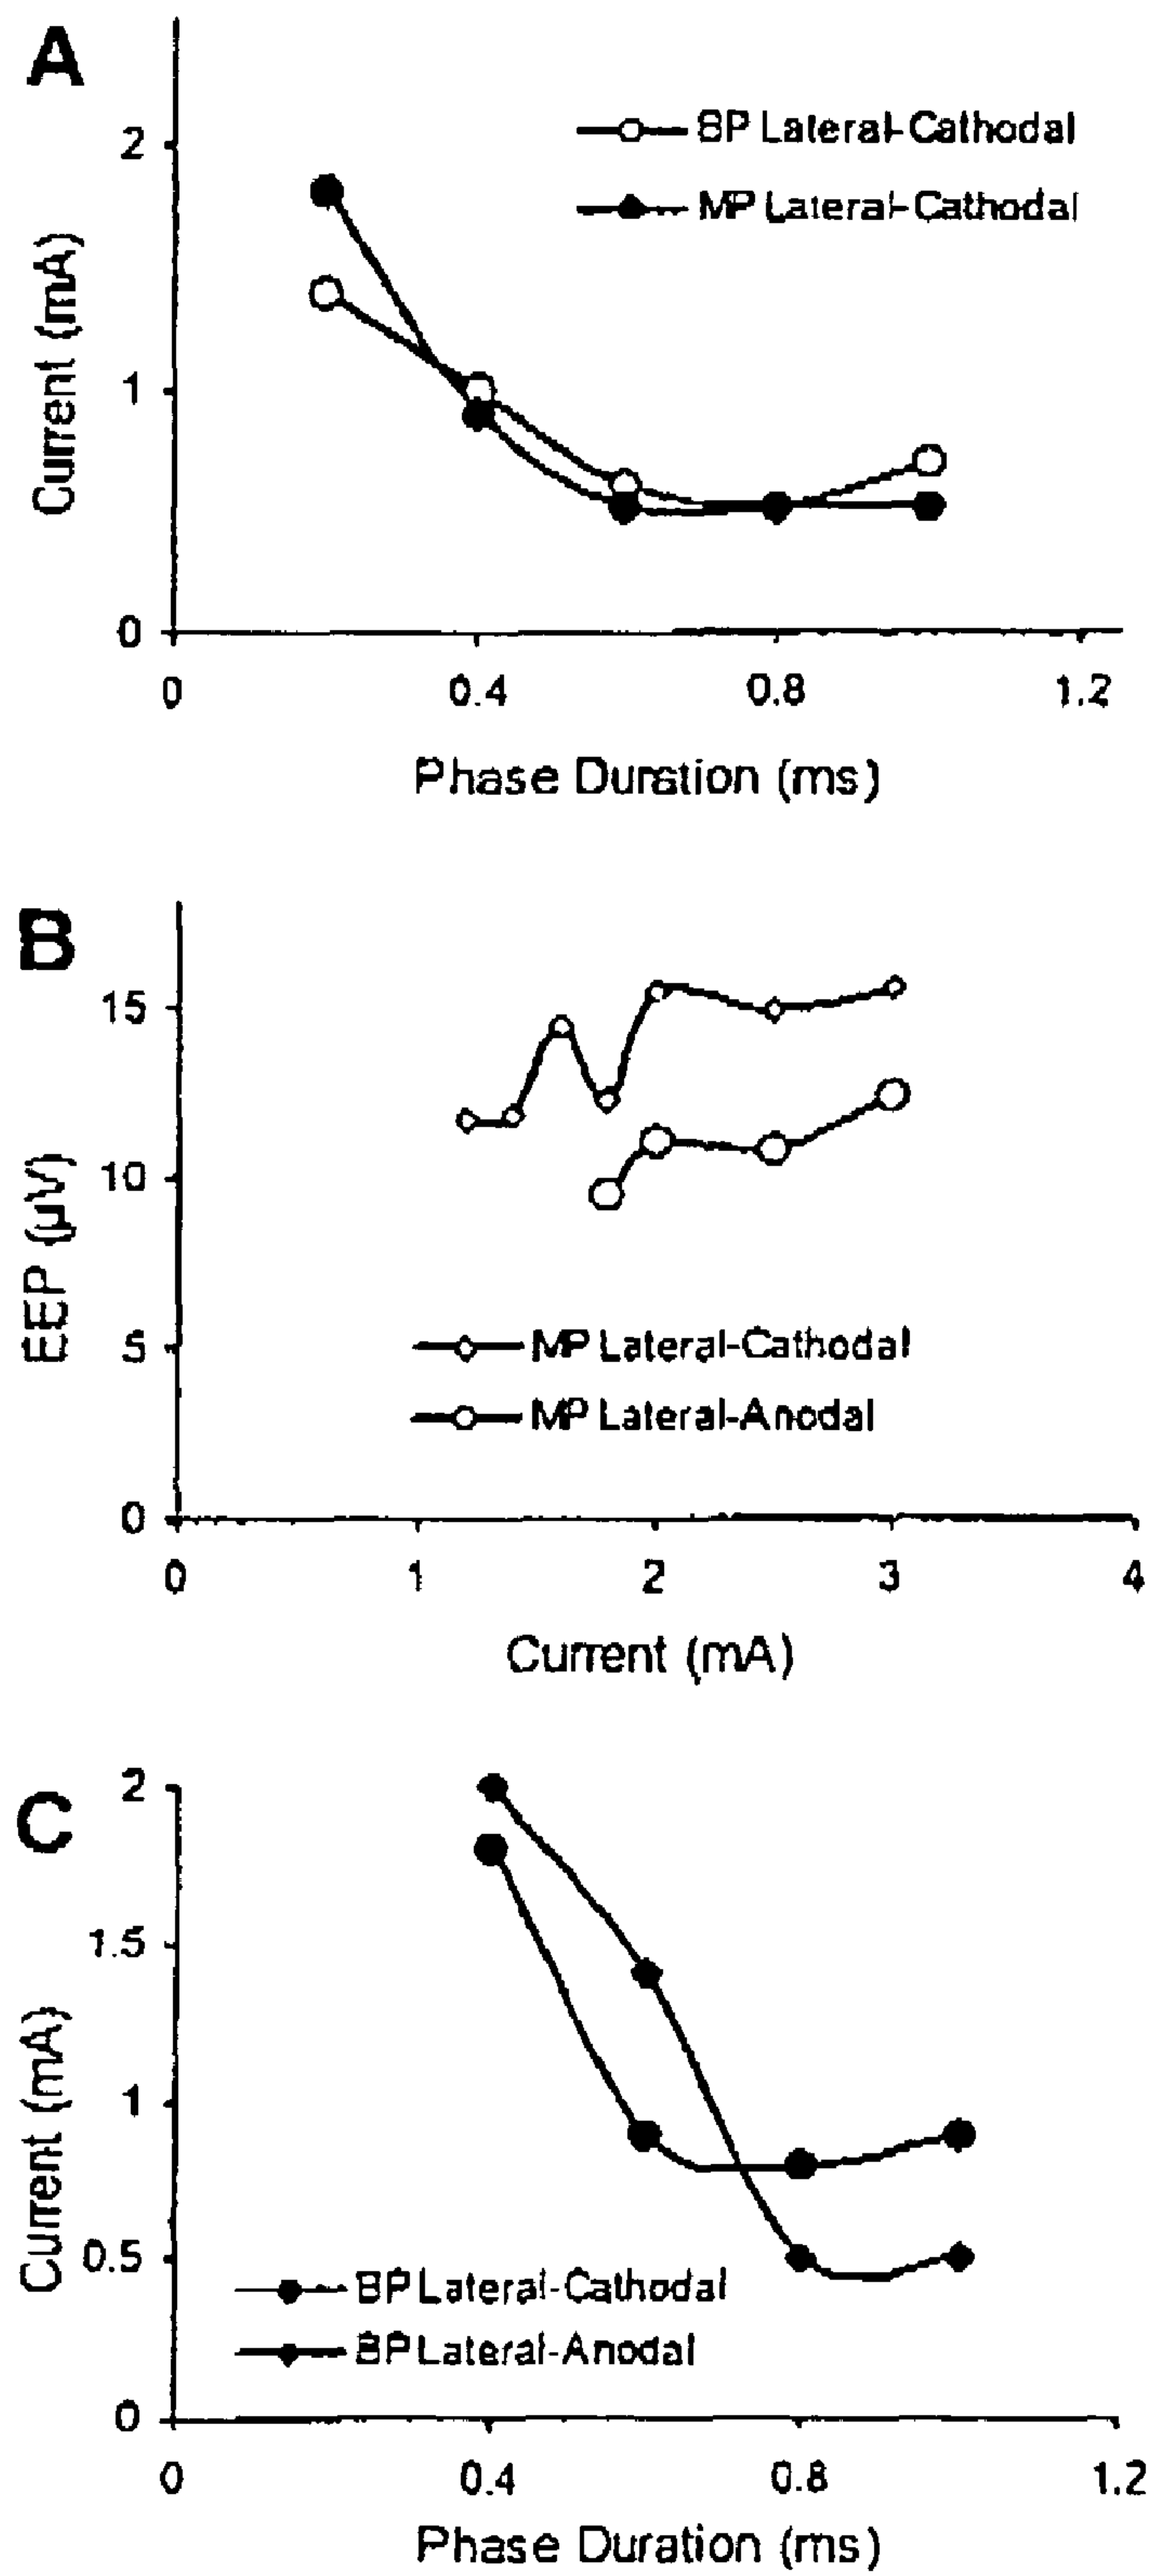 A
2
BP Lateral-Cathodal
MP Lateral-Cathodal
Current (mA)
1
0
0 0.4 0.8 1.2
Phase Duration (ms)
B
15
EEP (µV)
10
5
MP Lateral-Cathodal
MP Lateral-Anodal
0
0 1 2 3 4
Current (mA)
C
2
1.5
Current (mA)
1
0.5
BP Lateral-Cathodal
BP Lateral-Anodal
0
0 0.4 0.8 1.2
Phase Duration (ms)